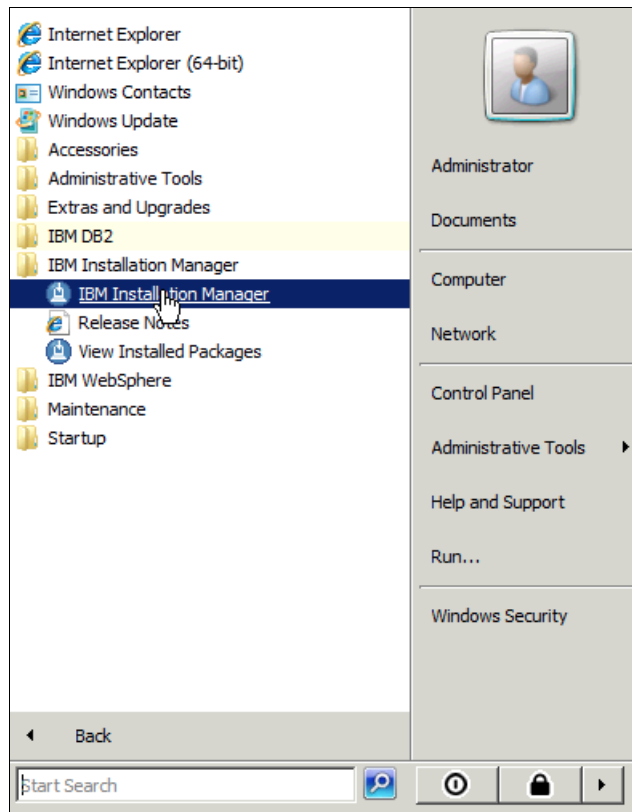 Internet Explorer
Internet Explorer (64-bit)
Windows Contacts
Windows Update
Accessories
Administrative Tools
Extras and Upgrades
IBM DB2
IBM Installation Manager
IBM Installation Manager
Release Notes
View Installed Packages
IBM WebSphere
Maintenance
Startup
Back
Start Search
Administrator
Documents
Computer
Network
Control Panel
Administrative Tools
Help and Support
Run...
Windows Security